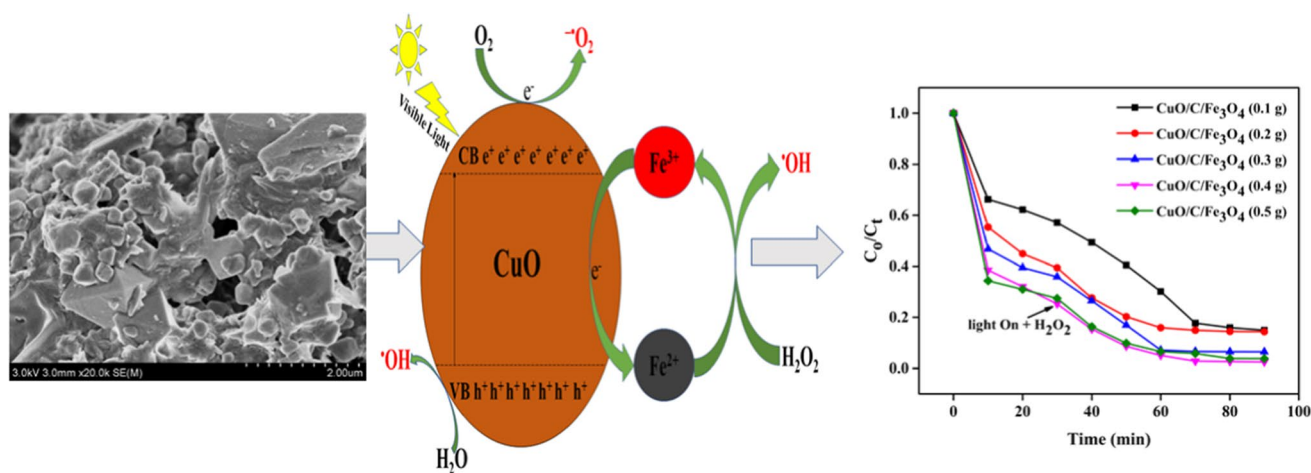 3.0kV 3.0mm x20.0k SE(M)
2.00um
O₂
⁻•O₂
e⁻
Visible Light
CB e⁺ e⁺ e⁺ e⁺ e⁺ e⁺ e⁺
CuO
e⁻
VB h⁺ h⁺ h⁺ h⁺ h⁺ h⁺ h⁺
•OH
H₂O
Fe³⁺
Fe²⁺
•OH
H₂O₂
C₀/Cₜ
1.0
0.8
0.6
0.4
0.2
0.0
CuO/C/Fe₃O₄ (0.1 g)
CuO/C/Fe₃O₄ (0.2 g)
CuO/C/Fe₃O₄ (0.3 g)
CuO/C/Fe₃O₄ (0.4 g)
CuO/C/Fe₃O₄ (0.5 g)
light On + H₂O₂
0 20 40 60 80 100
Time (min)